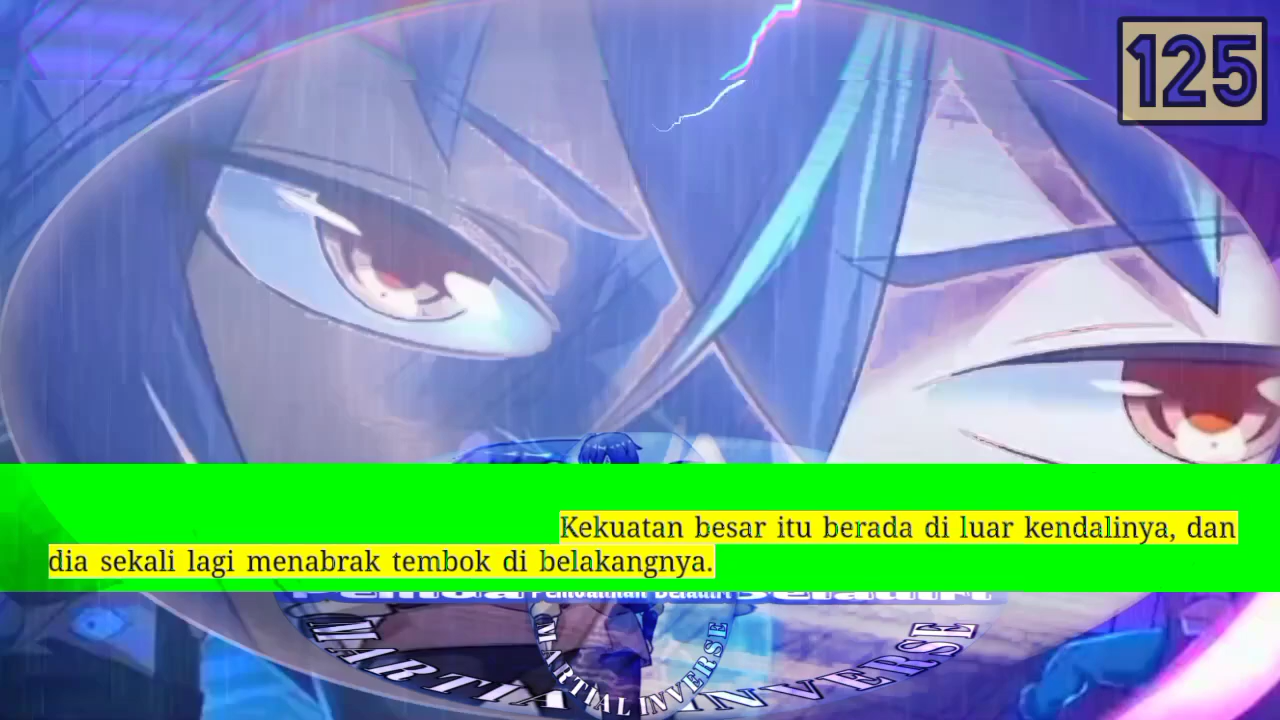 125
Kekuatan besar itu berada di luar kendalinya, dan
dia sekali lagi menabrak tembok di belakangnya.
MARTIAL INVERSE
MARTIAL INVERSE